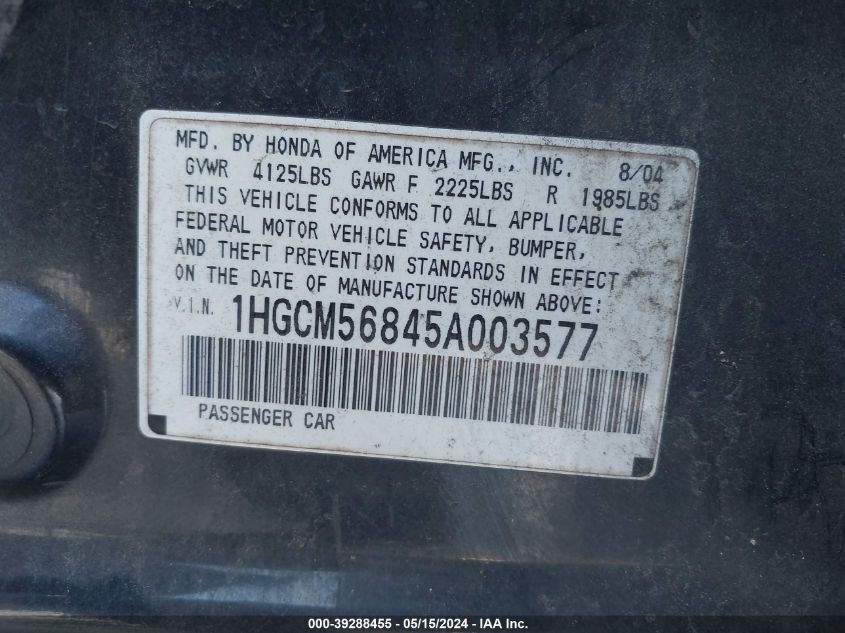 MFD. BY HONDA OF AMERICA MFG., INC. 8/04
GVWR 4125LBS GAWR F 2225LBS R 1985LBS
THIS VEHICLE CONFORMS TO ALL APPLICABLE
FEDERAL MOTOR VEHICLE SAFETY, BUMPER,
AND THEFT PREVENTION STANDARDS IN EFFECT
ON THE DATE OF MANUFACTURE SHOWN ABOVE:
V.I.N. 1HGCM56845A003577
PASSENGER CAR
000-39288455 - 05/15/2024 - IAA Inc.